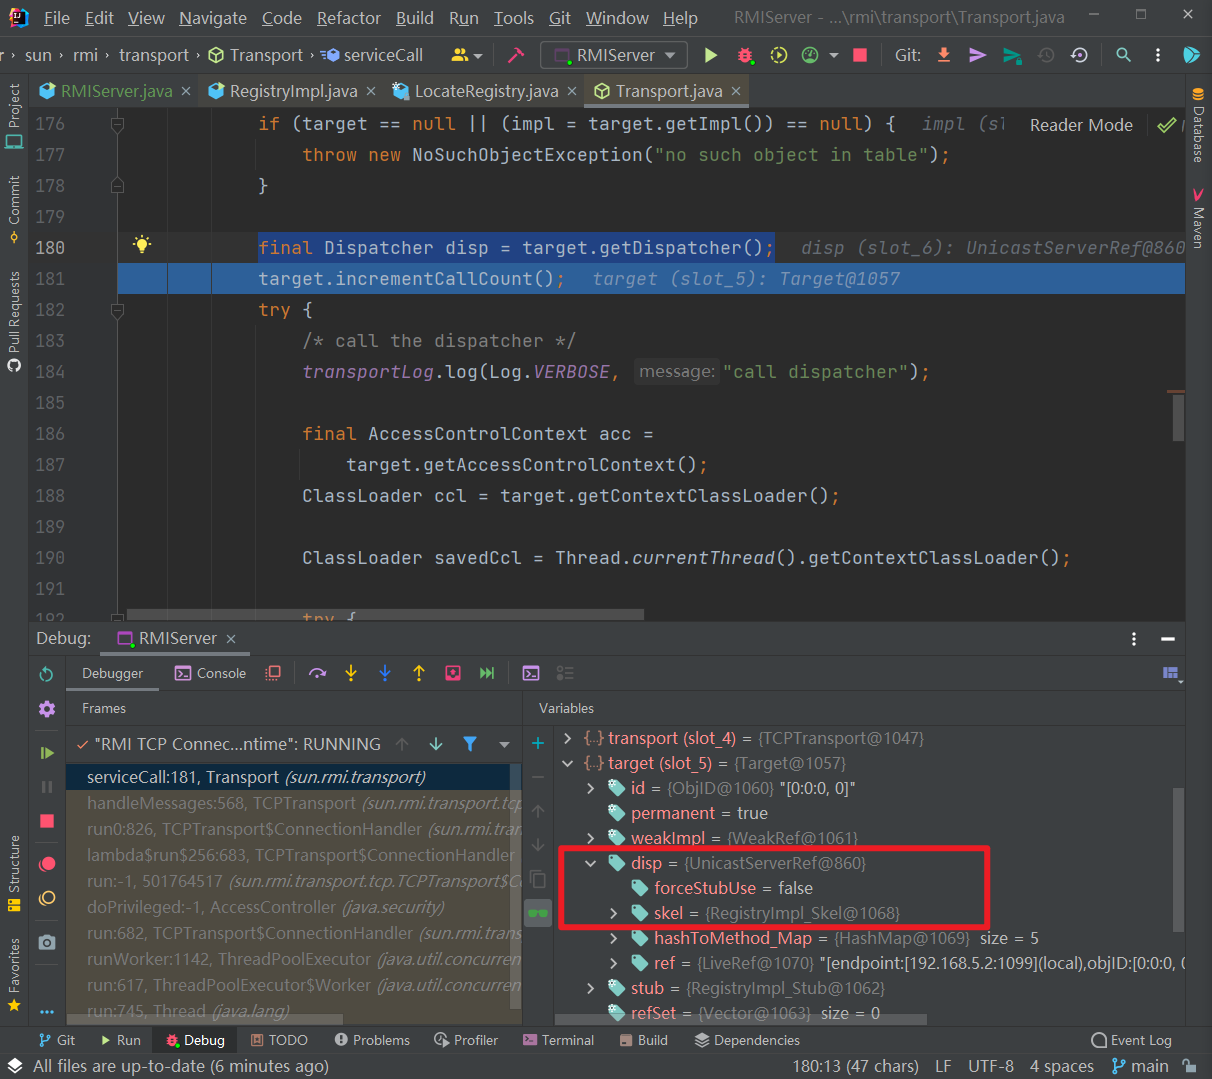 File Edit View Navigate Code Refactor Build Run Tools Git Window Help RMIServer - ...\rmi\transport\Transport.java
r › sun › rmi › transport › Transport › serviceCall RMIServer Git:
RMIServer.java RegistryImpl.java LocateRegistry.java Transport.java
Project
Commit
Pull Requests
Structure
Favorites
Database
Maven
Reader Mode
176 if (target == null || (impl = target.getImpl()) == null) { impl (sl
177 throw new NoSuchObjectException("no such object in table");
178 }
179
180 final Dispatcher disp = target.getDispatcher(); disp (slot_6): UnicastServerRef@860
181 target.incrementCallCount(); target (slot_5): Target@1057
182 try {
183 /* call the dispatcher */
184 transportLog.log(Log.VERBOSE, message: "call dispatcher");
185
186 final AccessControlContext acc =
187 target.getAccessControlContext();
188 ClassLoader ccl = target.getContextClassLoader();
189
190 ClassLoader savedCcl = Thread.currentThread().getContextClassLoader();
191
192 try {
Debug: RMIServer
Debugger Console
Frames
"RMI TCP Connec...ntime": RUNNING
serviceCall:181, Transport (sun.rmi.transport)
handleMessages:568, TCPTransport (sun.rmi.transport.tcp
run0:826, TCPTransport$ConnectionHandler (sun.rmi.tran
lambda$run$256:683, TCPTransport$ConnectionHandler
run:-1, 501764517 (sun.rmi.transport.tcp.TCPTransport$Co
doPrivileged:-1, AccessController (java.security)
run:682, TCPTransport$ConnectionHandler (sun.rmi.trans
runWorker:1142, ThreadPoolExecutor (java.util.concurren
run:617, ThreadPoolExecutor$Worker (java.util.concurren
run:745, Thread (java.lang)
Variables
transport (slot_4) = {TCPTransport@1047}
target (slot_5) = {Target@1057}
id = {ObjID@1060} "[0:0:0, 0]"
permanent = true
weakImpl = {WeakRef@1061}
disp = {UnicastServerRef@860}
forceStubUse = false
skel = {RegistryImpl_Skel@1068}
hashToMethod_Map = {HashMap@1069} size = 5
ref = {LiveRef@1070} "[endpoint:[192.168.5.2:1099](local),objID:[0:0:0, 0
stub = {RegistryImpl_Stub@1062}
refSet = {Vector@1063} size = 0
Git Run Debug TODO Problems Profiler Terminal Build Dependencies Event Log
All files are up-to-date (6 minutes ago) 180:13 (47 chars) LF UTF-8 4 spaces main